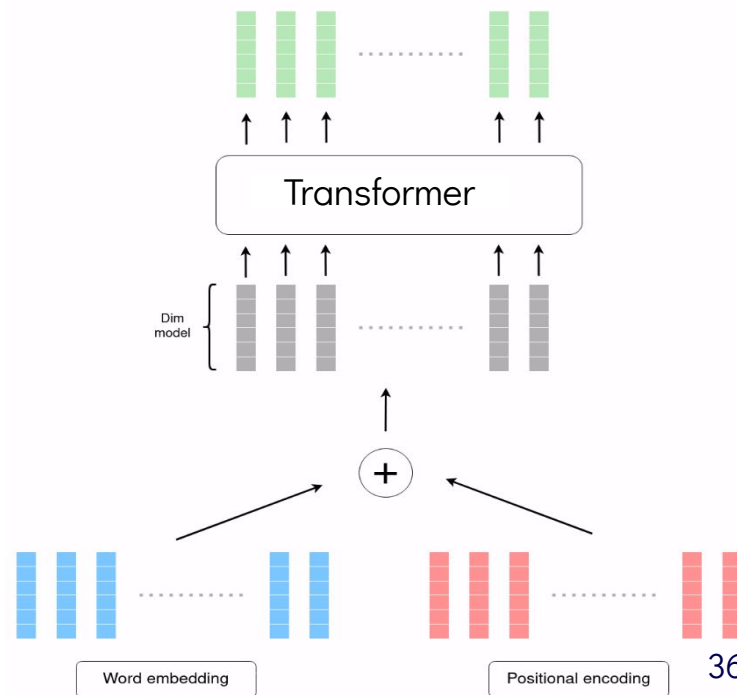 Transformer
Dim
model
+
Word embedding
Positional encoding
36